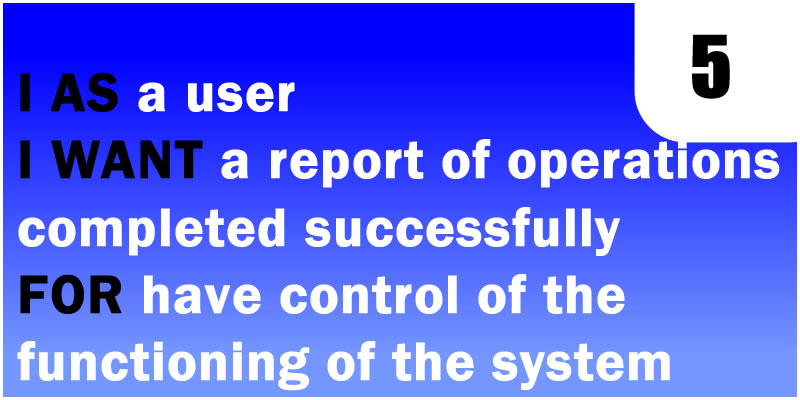 5
I AS a user
I WANT a report of operations
completed successfully
FOR have control of the
functioning of the system